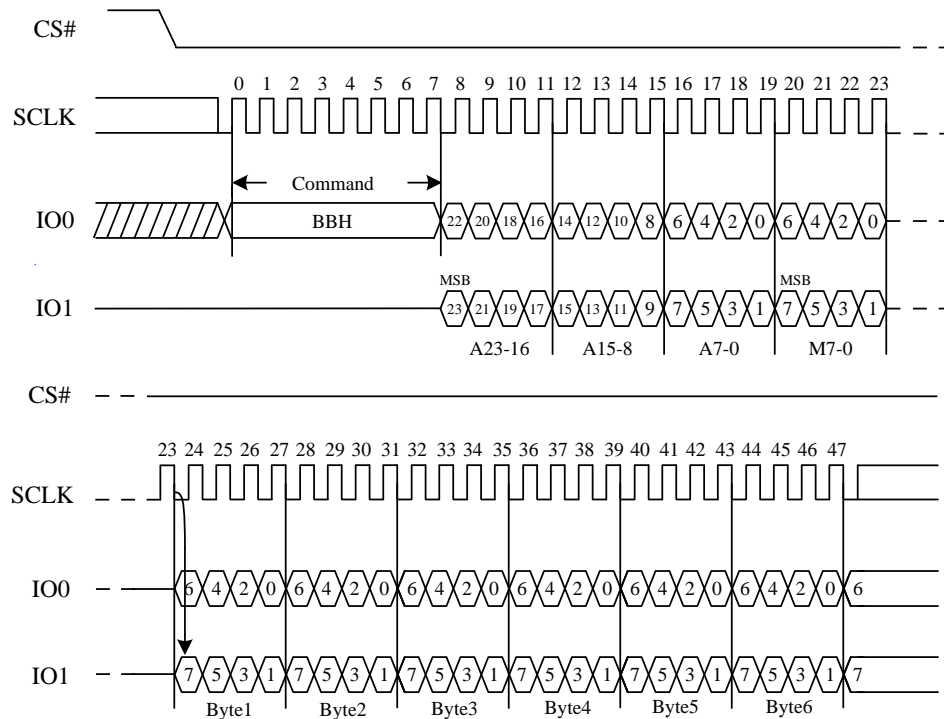 CS#
0 1 2 3 4 5 6 7 8 9 10 11 12 13 14 15 16 17 18 19 20 21 22 23
SCLK
Command
IO0 BBH 22 20 18 16 14 12 10 8 6 4 2 0 6 4 2 0
MSB MSB
IO1 23 21 19 17 15 13 11 9 7 5 3 1 7 5 3 1
A23-16 A15-8 A7-0 M7-0
CS#
23 24 25 26 27 28 29 30 31 32 33 34 35 36 37 38 39 40 41 42 43 44 45 46 47
SCLK
IO0 6 4 2 0 6 4 2 0 6 4 2 0 6 4 2 0 6 4 2 0 6 4 2 0 6
IO1 7 5 3 1 7 5 3 1 7 5 3 1 7 5 3 1 7 5 3 1 7 5 3 1 7
Byte1 Byte2 Byte3 Byte4 Byte5 Byte6